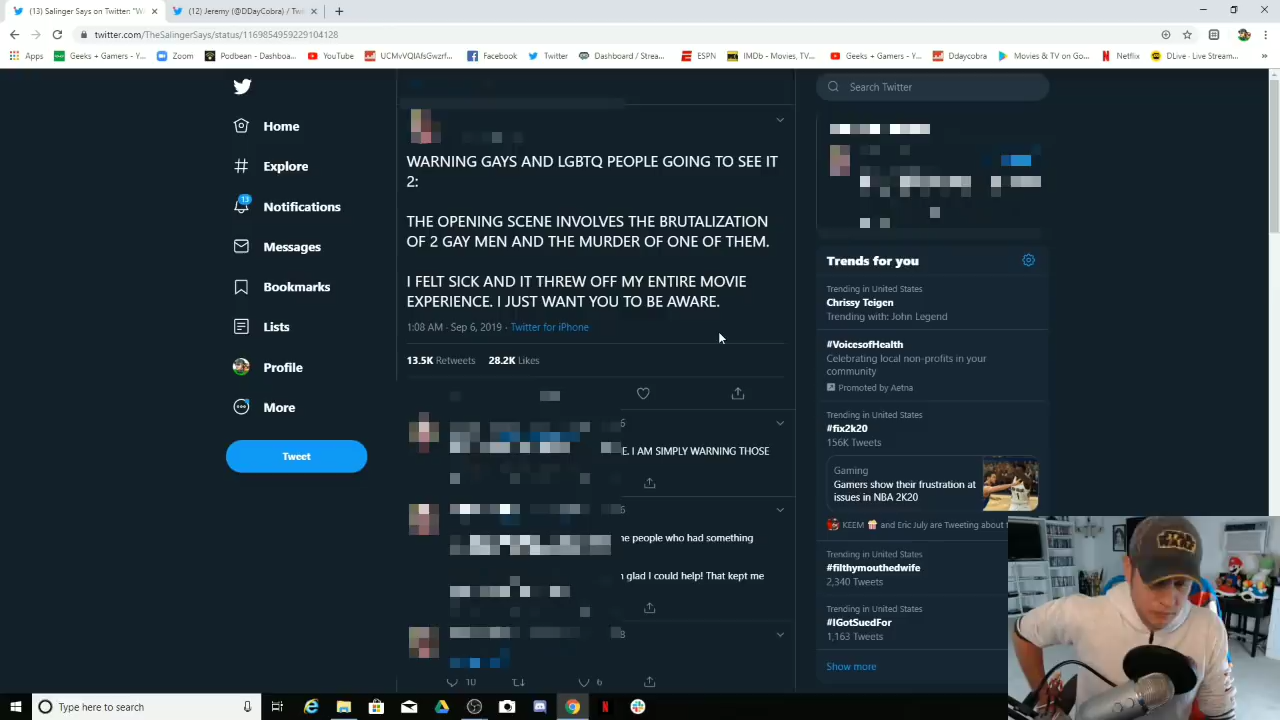 (13) Salinger Says on Twitter: "WA
(12) Jeremy (@DDayCobra) / Twi
twitter.com/TheSalingerSays/status/1169854959229104128
Apps
Geeks + Gamers - Y...
Zoom
Podbean - Dashboa...
YouTube
UCMvVQIAfsGwzrf...
Facebook
Twitter
Dashboard / Strea...
ESPN
IMDb - Movies, TV...
Geeks + Gamers - Y...
Ddaycobra
Movies & TV on Go...
Netflix
DLive · Live Stream...
Home
Explore
13
Notifications
Messages
Bookmarks
Lists
Profile
More
Tweet
WARNING GAYS AND LGBTQ PEOPLE GOING TO SEE IT
2:
THE OPENING SCENE INVOLVES THE BRUTALIZATION
OF 2 GAY MEN AND THE MURDER OF ONE OF THEM.
I FELT SICK AND IT THREW OFF MY ENTIRE MOVIE
EXPERIENCE. I JUST WANT YOU TO BE AWARE.
1:08 AM · Sep 6, 2019 · Twitter for iPhone
13.5K Retweets 28.2K Likes
E. I AM SIMPLY WARNING THOSE
ne people who had something
glad I could help! That kept me
10
6
Search Twitter
Trends for you
Trending in United States
Chrissy Teigen
Trending with: John Legend
#VoicesofHealth
Celebrating local non-profits in your
community
Promoted by Aetna
Trending in United States
#fix2k20
156K Tweets
Gaming
Gamers show their frustration at
issues in NBA 2K20
KEEM and Eric July are Tweeting about
Trending in United States
#filthymouthedwife
2,340 Tweets
Trending in United States
#IGotSuedFor
1,163 Tweets
Show more
Type here to search